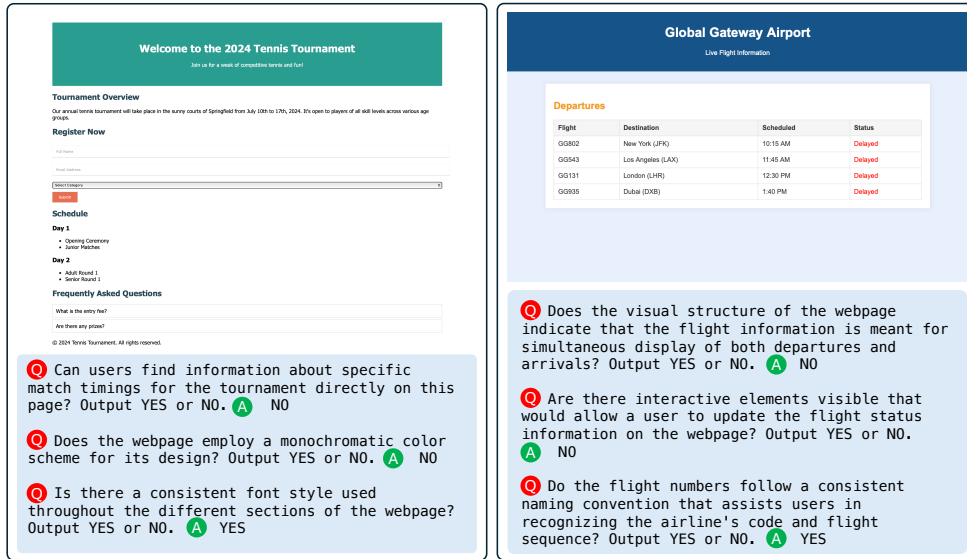 Welcome to the 2024 Tennis Tournament
Join us for a week of competitive tennis and fun!
Tournament Overview
Our annual tennis tournament will take place in the sunny courts of Springfield from July 10th to 17th, 2024. It's open to players of all skill levels across various age
groups.
Register Now
Full Name
Email Address
Select Category
Submit
Schedule
Day 1
• Opening Ceremony
• Junior Matches
Day 2
• Adult Round 1
• Senior Round 1
Frequently Asked Questions
What is the entry fee?
Are there any prizes?
© 2024 Tennis Tournament. All rights reserved.
Q Can users find information about specific
match timings for the tournament directly on this
page? Output YES or NO. A NO
Q Does the webpage employ a monochromatic color
scheme for its design? Output YES or NO. A NO
Q Is there a consistent font style used
throughout the different sections of the webpage?
Output YES or NO. A YES
Global Gateway Airport
Live Flight Information
Departures
Flight Destination Scheduled Status
GG802 New York (JFK) 10:15 AM Delayed
GG543 Los Angeles (LAX) 11:45 AM Delayed
GG131 London (LHR) 12:30 PM Delayed
GG935 Dubai (DXB) 1:40 PM Delayed
Q Does the visual structure of the webpage
indicate that the flight information is meant for
simultaneous display of both departures and
arrivals? Output YES or NO. A NO
Q Are there interactive elements visible that
would allow a user to update the flight status
information on the webpage? Output YES or NO.
A NO
Q Do the flight numbers follow a consistent
naming convention that assists users in
recognizing the airline's code and flight
sequence? Output YES or NO. A YES